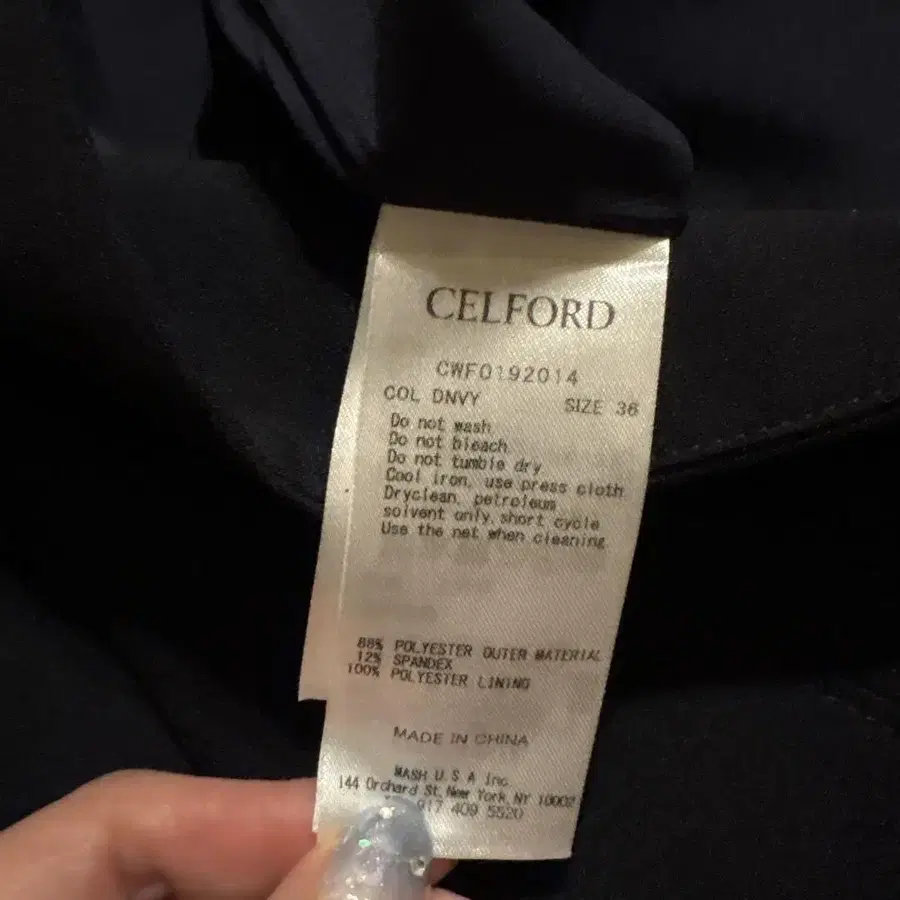 CELFORD
CWFO192014
COL DNVY SIZE 36
Do not wash
Do not bleach
Do not tumble dry
Cool iron, use press cloth
Dryclean, petroleum
solvent only, short cycle
Use the net when cleaning
88% POLYESTER OUTER MATERIAL
12% SPANDEX
100% POLYESTER LINING
MADE IN CHINA
MASH U S A Inc
144 Orchard St, New York, NY 10002
917 409 5520